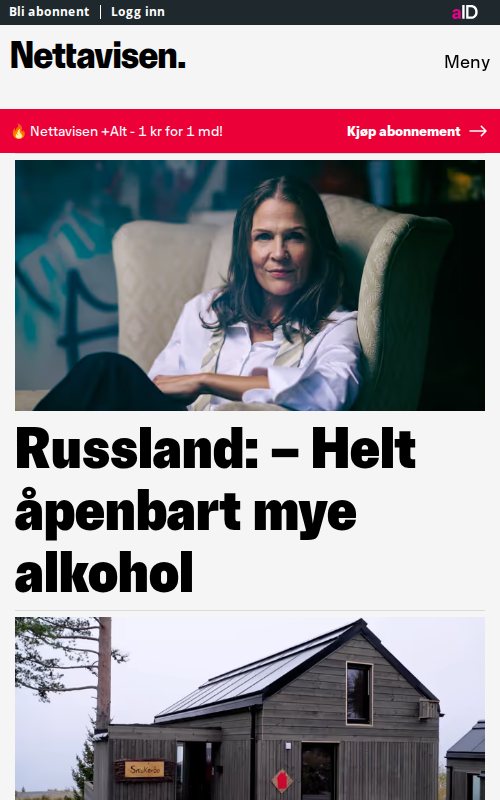 Bli abonnent | Logg inn
aID
Nettavisen.
Meny
🔥 Nettavisen +Alt - 1 kr for 1 md!
Kjøp abonnement →
Russland: – Helt
åpenbart mye
alkohol